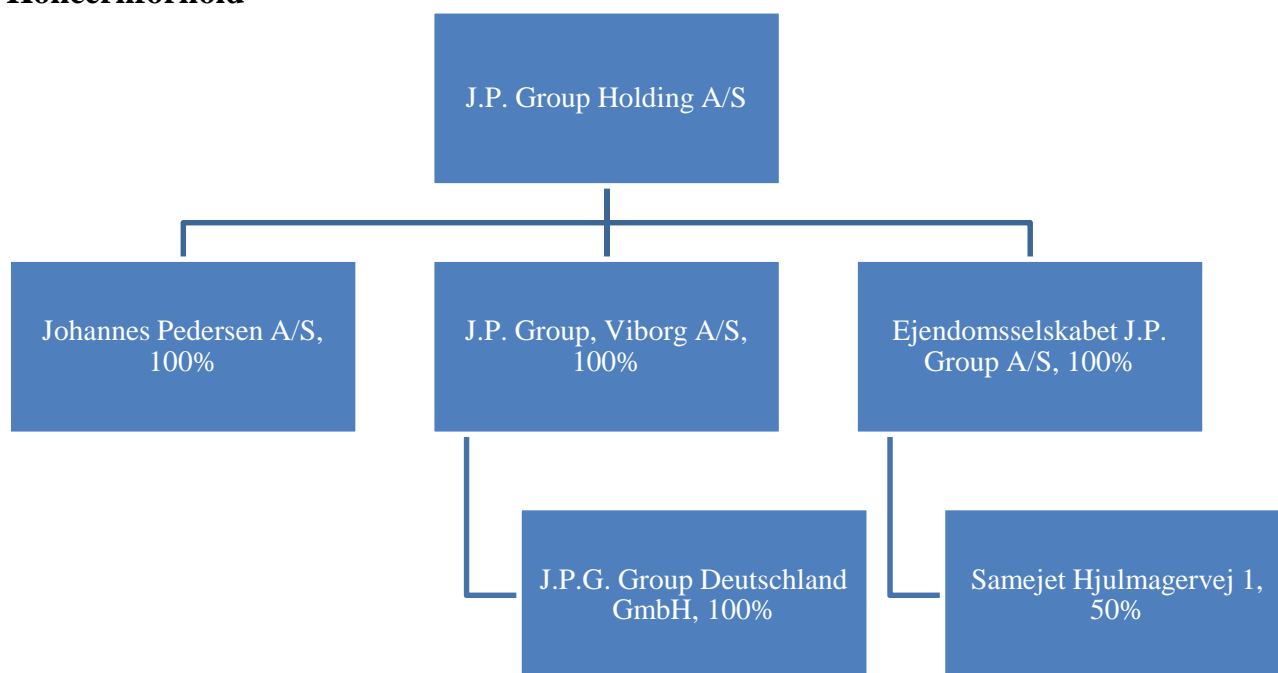 Koncernforhold
J.P. Group Holding A/S
Johannes Pedersen A/S,
100%
J.P. Group, Viborg A/S,
100%
Ejendomsselskabet J.P.
Group A/S, 100%
J.P.G. Group Deutschland
GmbH, 100%
Samejet Hjulmagervej 1,
50%